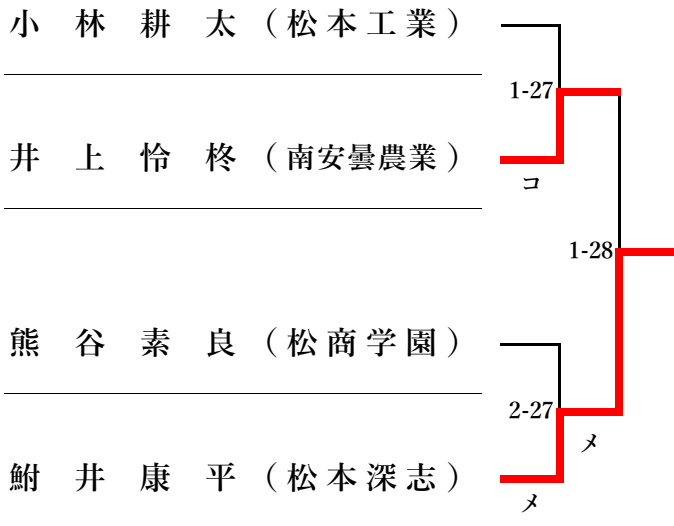 小林耕太（松本工業）
1-27
井上怜柊（南安曇農業）
コ
1-28
熊谷素良（松商学園）
2-27
メ
鮒井康平（松本深志）
メ